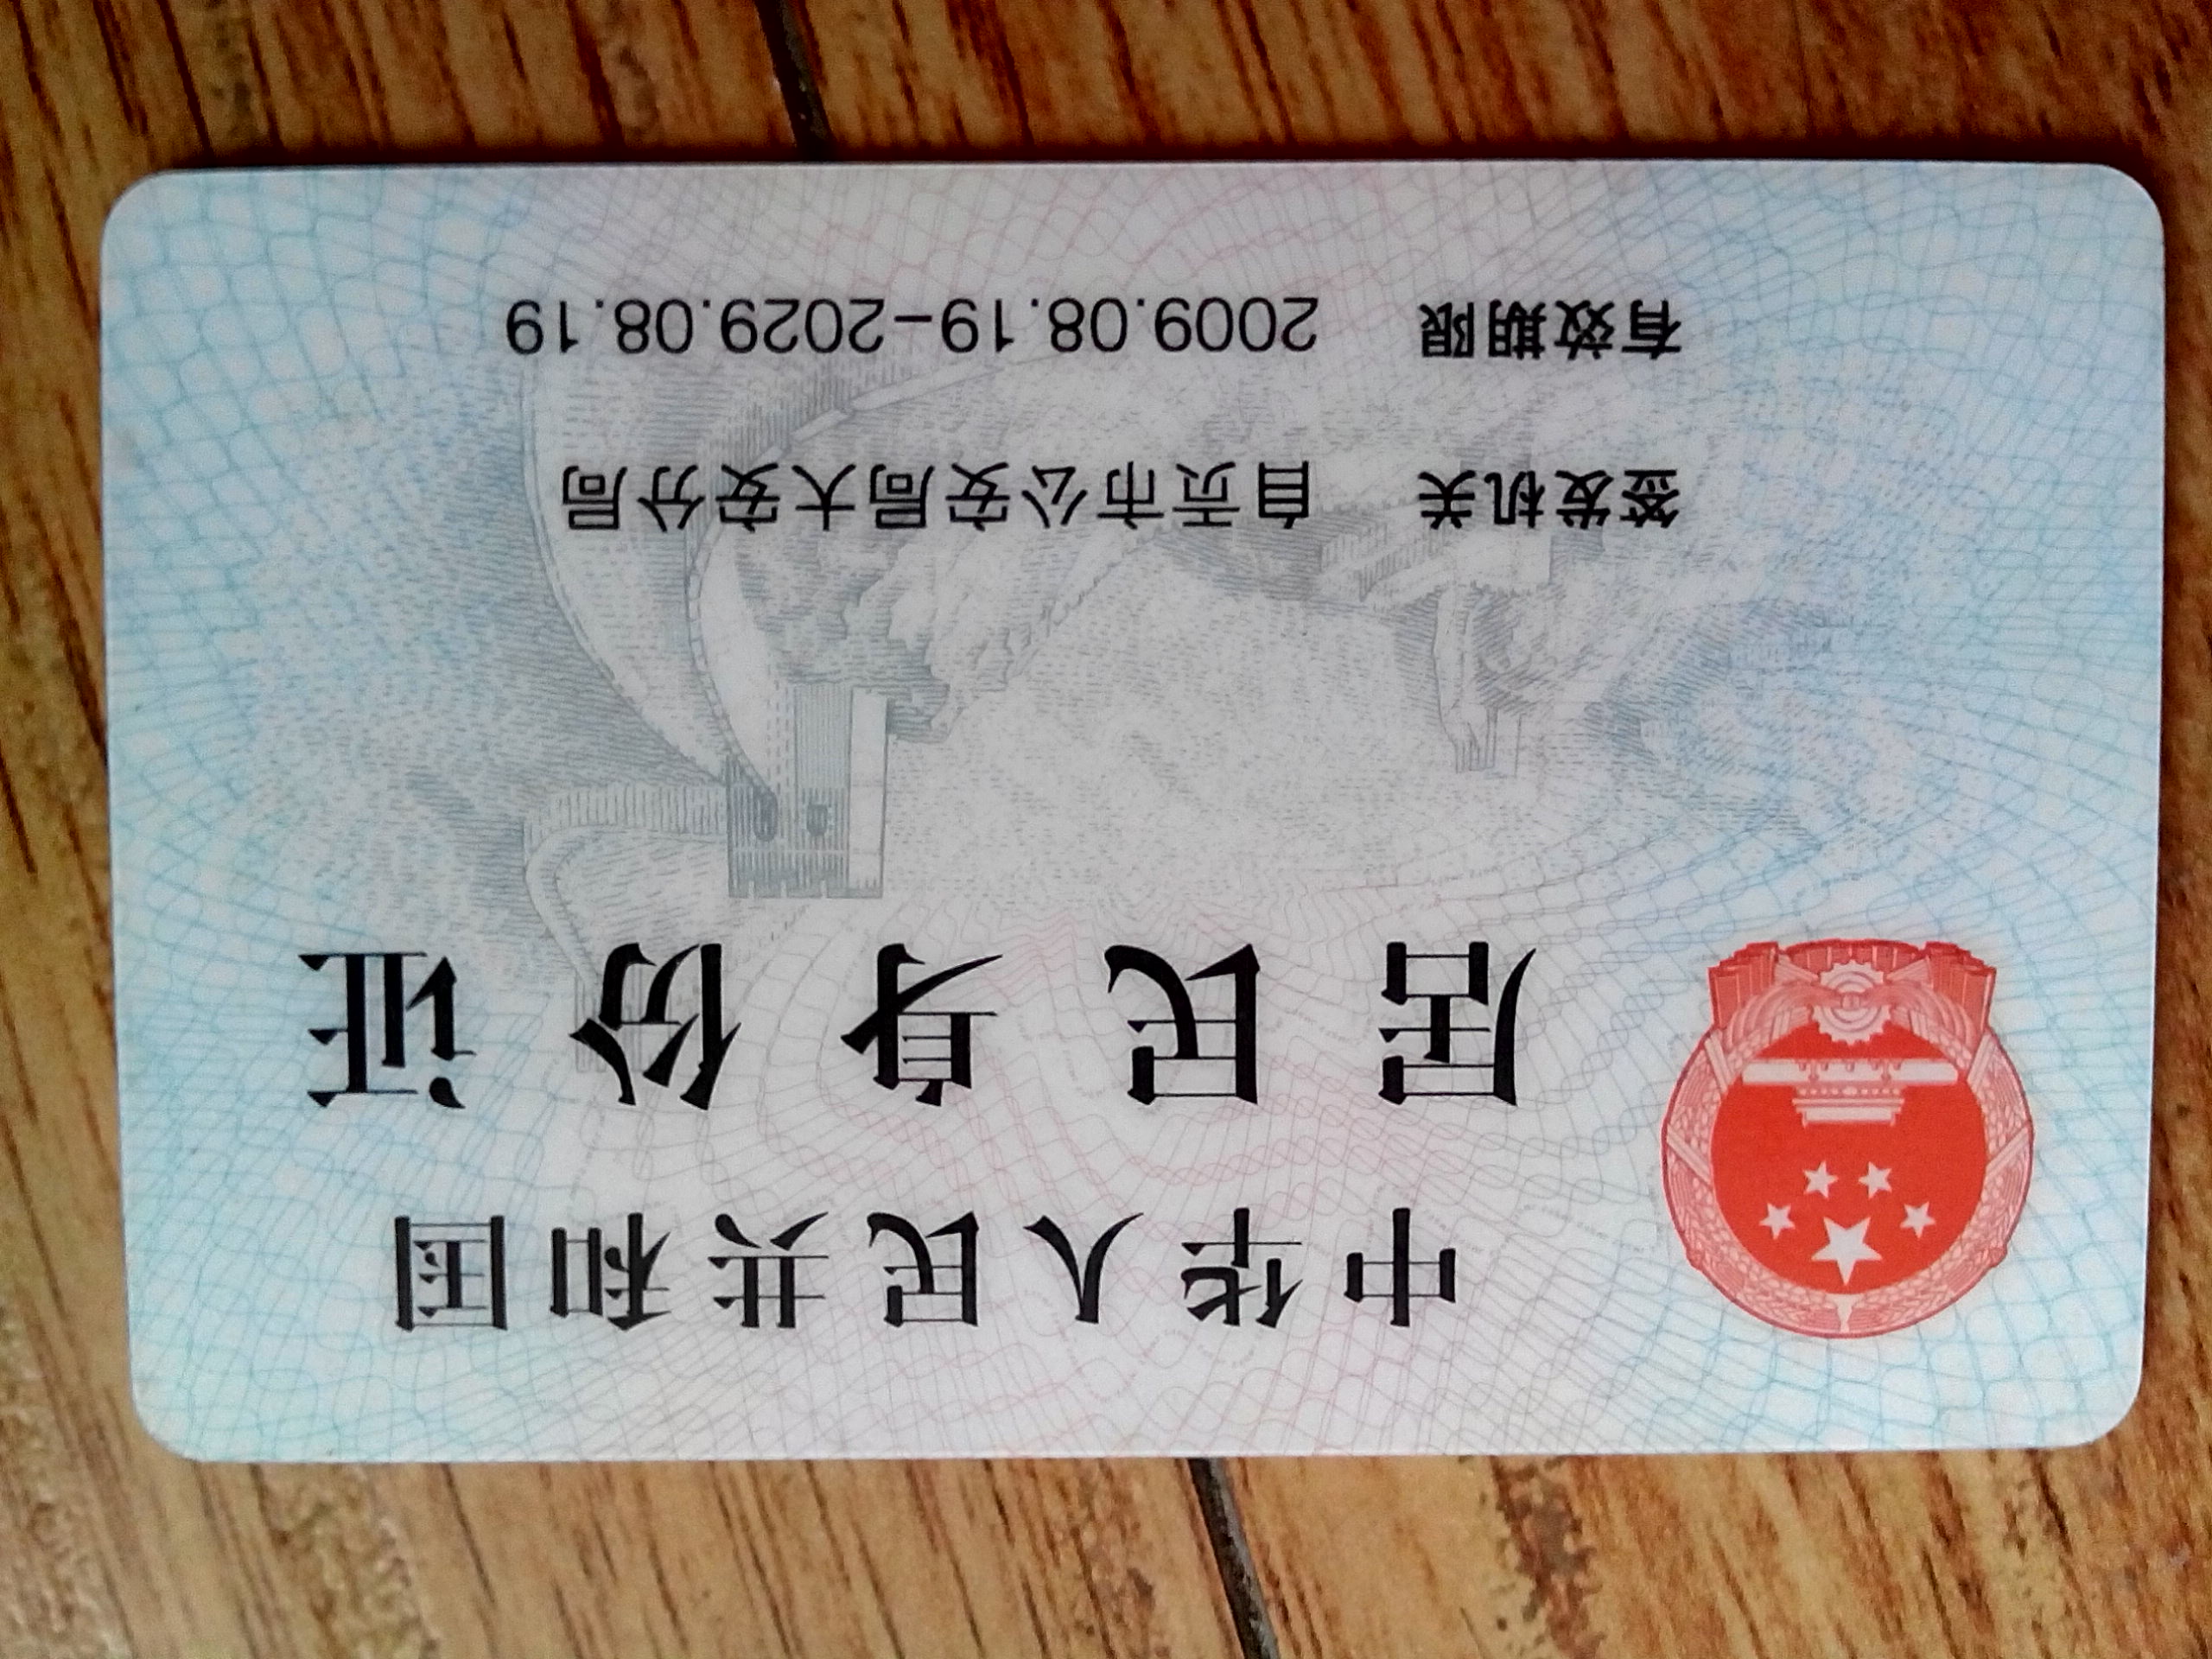 中华人民共和国
居民身份证
签发机关 自贡市公安局大安分局
有效期限 2009.08.19-2029.08.19